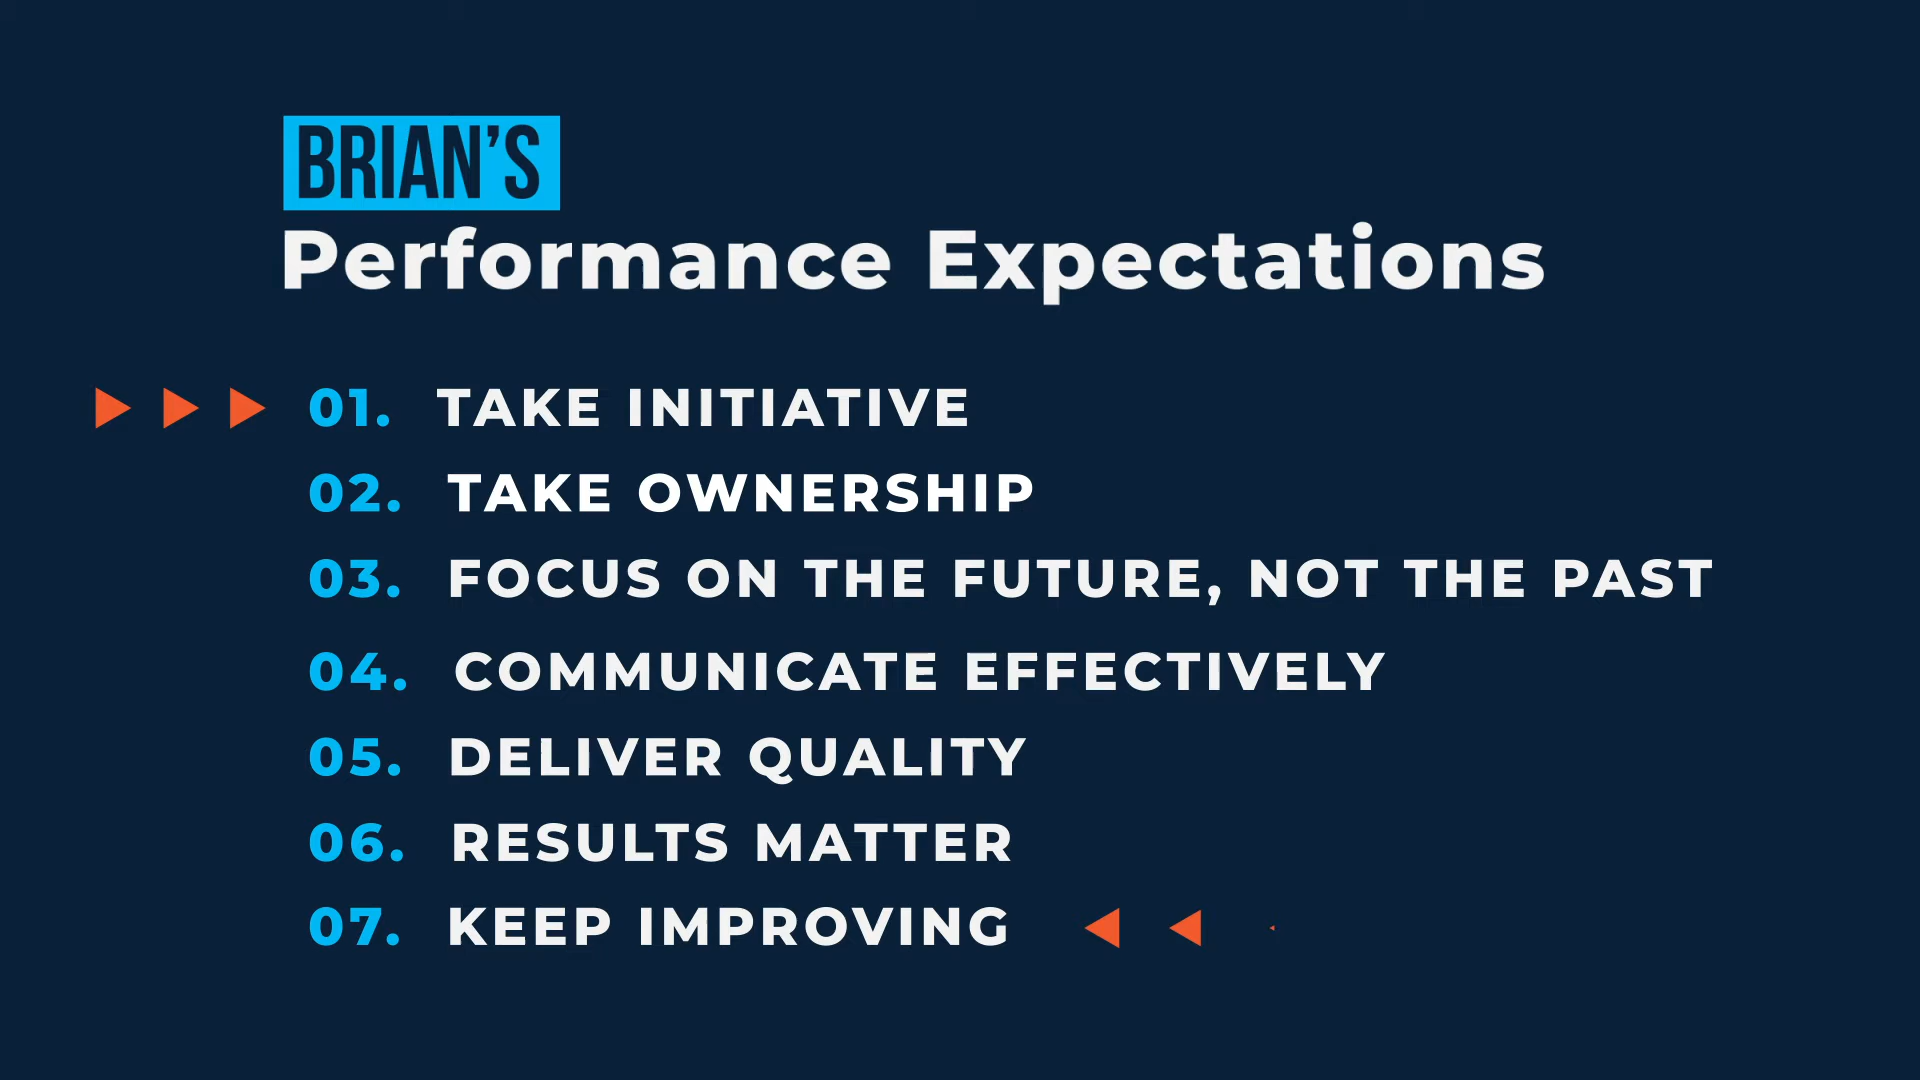 BRIAN'S
Performance Expectations
01. TAKE INITIATIVE
02. TAKE OWNERSHIP
03. FOCUS ON THE FUTURE, NOT THE PAST
04. COMMUNICATE EFFECTIVELY
05. DELIVER QUALITY
06. RESULTS MATTER
07. KEEP IMPROVING